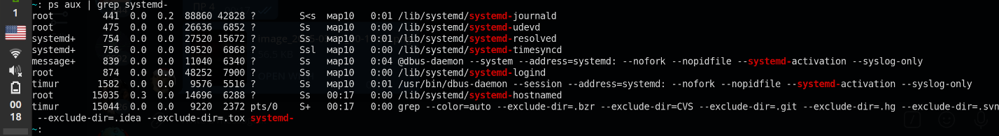 ~: ps aux | grep systemd-
root 441 0.0 0.2 88860 42828 ? S<s мар10 0:01 /lib/systemd/systemd-journald
root 475 0.0 0.0 26636 6852 ? Ss мар10 0:00 /lib/systemd/systemd-udevd
systemd+ 754 0.0 0.0 27520 15672 ? Ss мар10 0:01 /lib/systemd/systemd-resolved
systemd+ 756 0.0 0.0 89520 6868 ? Ssl мар10 0:00 /lib/systemd/systemd-timesyncd
message+ 839 0.0 0.0 11040 6340 ? Ss мар10 0:04 @dbus-daemon --system --address=systemd: --nofork --nopidfile --systemd-activation --syslog-only
root 874 0.0 0.0 48252 7900 ? Ss мар10 0:00 /lib/systemd/systemd-logind
timur 1582 0.0 0.0 9576 5516 ? Ss мар10 0:01 /usr/bin/dbus-daemon --session --address=systemd: --nofork --nopidfile --systemd-activation --syslog-only
root 15035 0.3 0.0 14696 6288 ? Ss 00:17 0:00 /lib/systemd/systemd-hostnamed
timur 15044 0.0 0.0 9220 2372 pts/0 S+ 00:17 0:00 grep --color=auto --exclude-dir=.bzr --exclude-dir=CVS --exclude-dir=.git --exclude-dir=.hg --exclude-dir=.svn
--exclude-dir=.idea --exclude-dir=.tox systemd-
~:
1
00
18